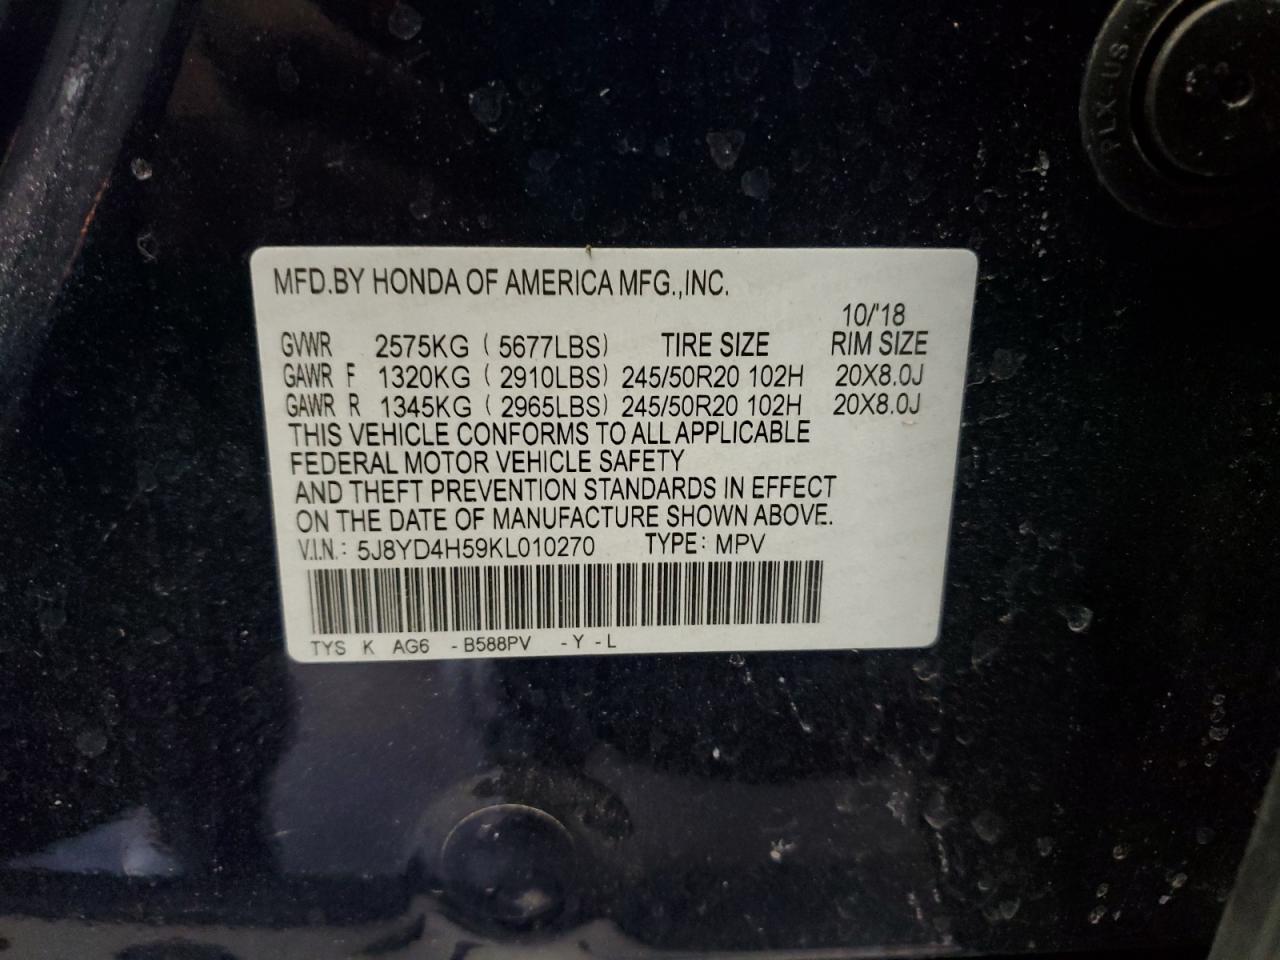 PLX-US
MFD.BY HONDA OF AMERICA MFG.,INC.
10/'18
GVWR 2575KG ( 5677LBS) TIRE SIZE RIM SIZE
GAWR F 1320KG ( 2910LBS) 245/50R20 102H 20X8.0J
GAWR R 1345KG ( 2965LBS) 245/50R20 102H 20X8.0J
THIS VEHICLE CONFORMS TO ALL APPLICABLE
FEDERAL MOTOR VEHICLE SAFETY
AND THEFT PREVENTION STANDARDS IN EFFECT
ON THE DATE OF MANUFACTURE SHOWN ABOVE.
V.I.N.: 5J8YD4H59KL010270 TYPE: MPV
TYS K AG6 -B588PV -Y -L